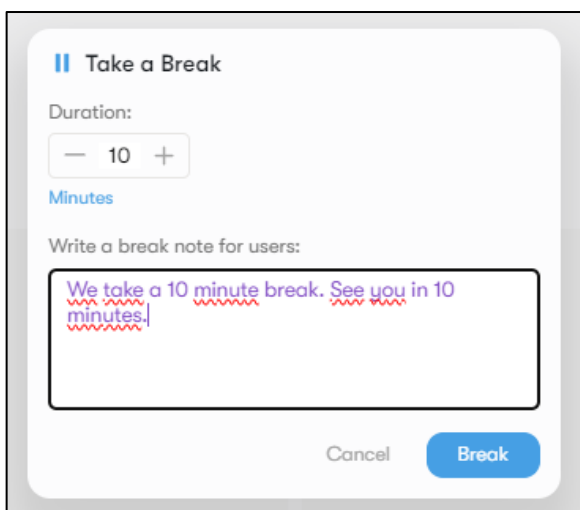 Take a Break
Duration:
10
Minutes
Write a break note for users:
We take a 10 minute break. See you in 10
minutes.
Cancel
Break